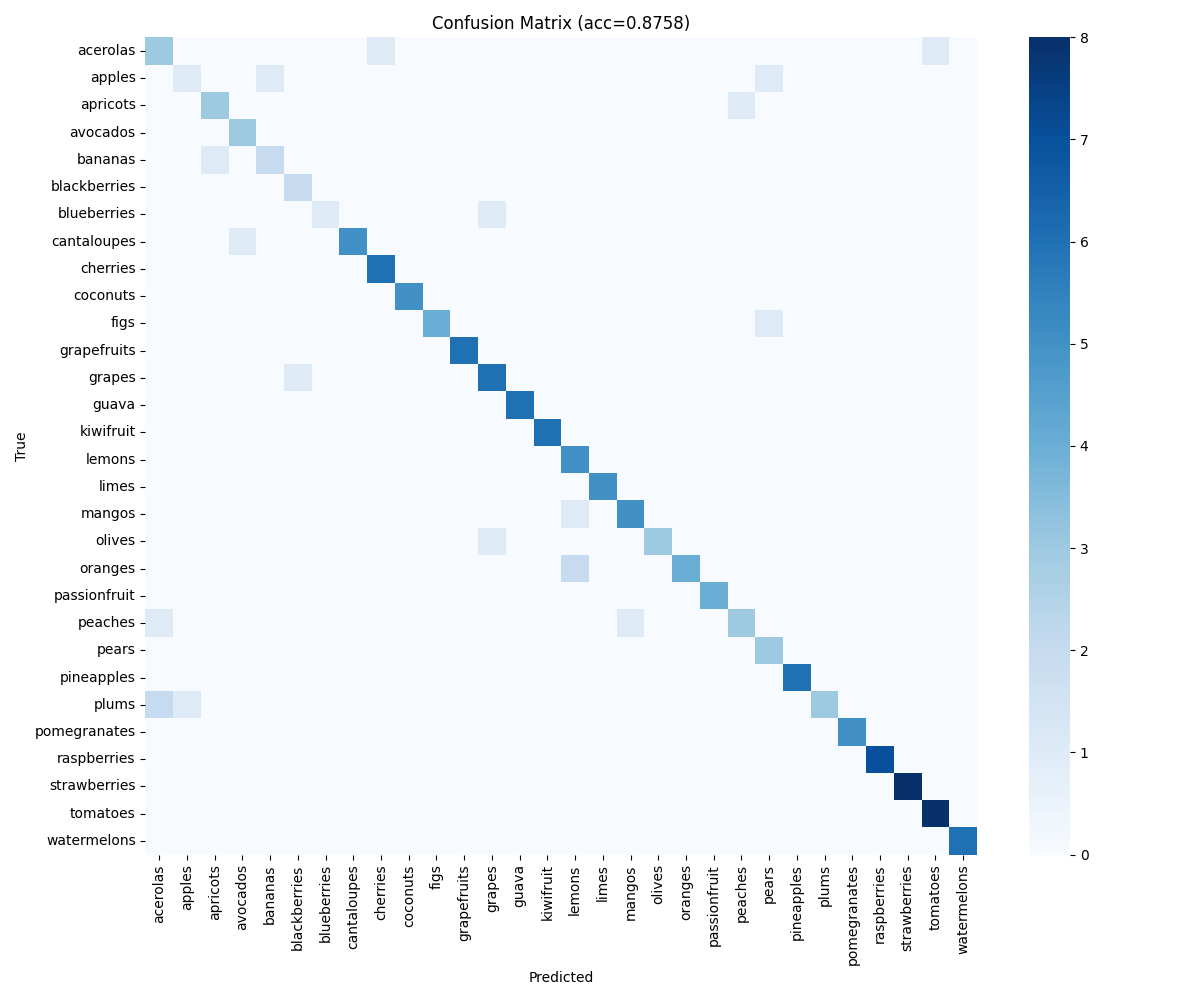 Confusion Matrix (acc=0.8758)
True
acerolas
apples
apricots
avocados
bananas
blackberries
blueberries
cantaloupes
cherries
coconuts
figs
grapefruits
grapes
guava
kiwifruit
lemons
limes
mangos
olives
oranges
passionfruit
peaches
pears
pineapples
plums
pomegranates
raspberries
strawberries
tomatoes
watermelons
acerolas
apples
apricots
avocados
bananas
blackberries
blueberries
cantaloupes
cherries
coconuts
figs
grapefruits
grapes
guava
kiwifruit
lemons
limes
mangos
olives
oranges
passionfruit
peaches
pears
pineapples
plums
pomegranates
raspberries
strawberries
tomatoes
watermelons
Predicted
8
7
6
5
4
3
2
1
0